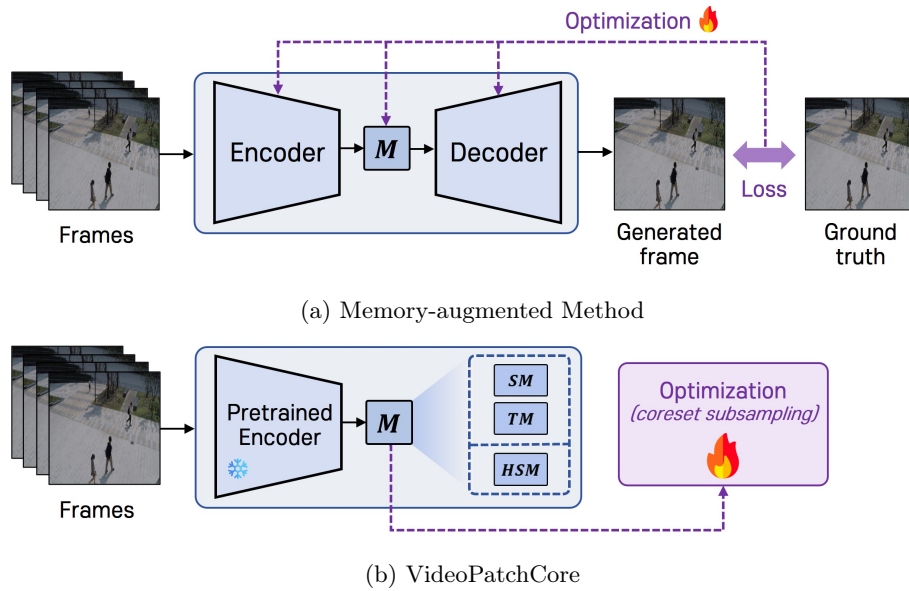 Optimization
Encoder
M
Decoder
Frames
Generated
frame
Loss
Ground
truth
(a) Memory-augmented Method
Pretrained
Encoder
M
SM
TM
HSM
Optimization
(coreset subsampling)
Frames
(b) VideoPatchCore